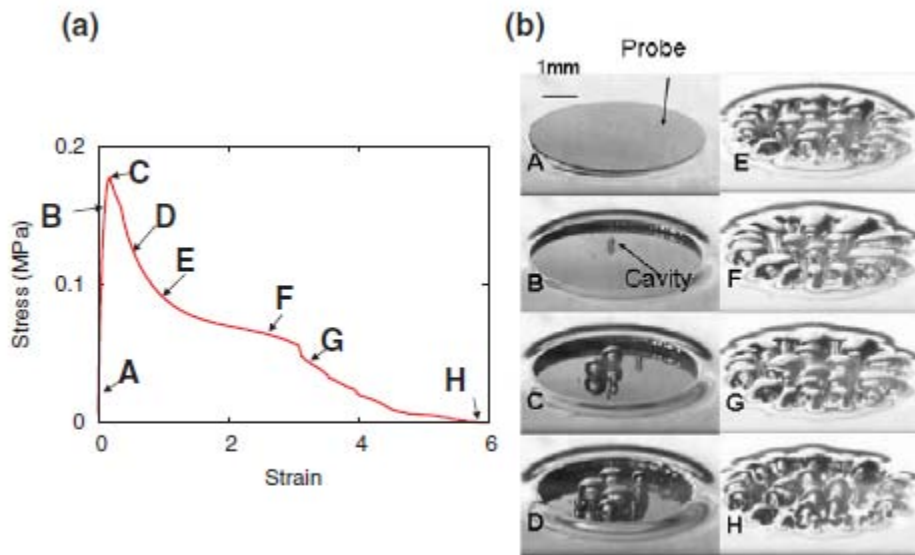 (a)
0.2
0.1
0
Stress (MPa)
0
2
4
6
Strain
A
B
C
D
E
F
G
H
(b)
Probe
1mm
A
B
Cavity
C
D
E
F
G
H